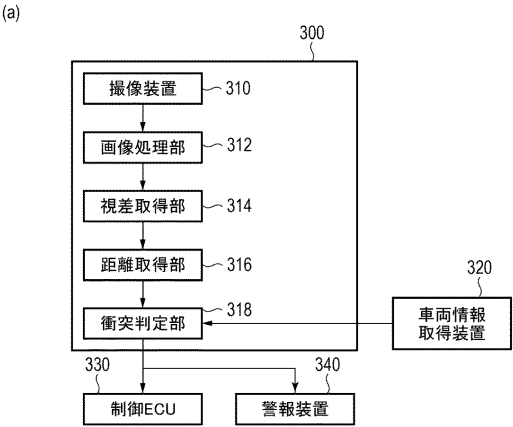 (a)
300
撮像装置
310
画像処理部
312
視差取得部
314
距離取得部
316
320
衝突判定部
318
車両情報
取得装置
330
340
制御ECU
警報装置